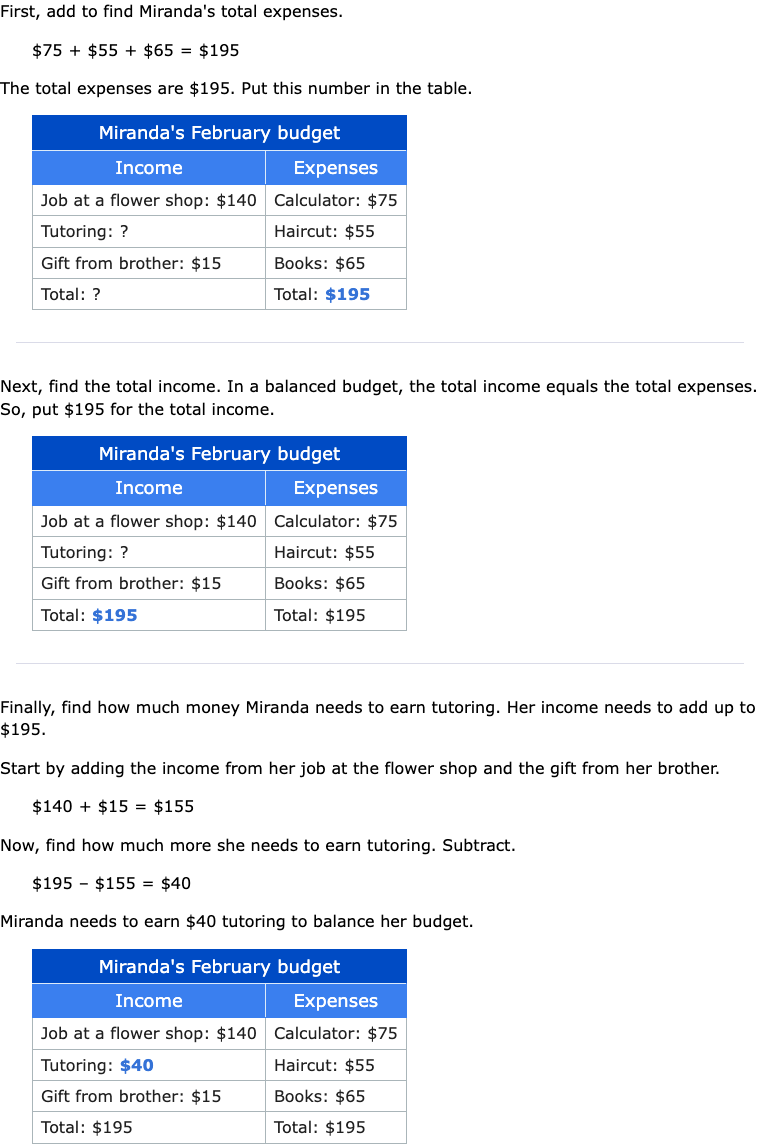 First, add to find Miranda's total expenses.
$75 + $55 + $65 = $195
The total expenses are $195. Put this number in the table.
Miranda's February budget
Income Expenses
Job at a flower shop: $140 Calculator: $75
Tutoring: ? Haircut: $55
Gift from brother: $15 Books: $65
Total: ? Total: $195
Next, find the total income. In a balanced budget, the total income equals the total expenses.
So, put $195 for the total income.
Miranda's February budget
Income Expenses
Job at a flower shop: $140 Calculator: $75
Tutoring: ? Haircut: $55
Gift from brother: $15 Books: $65
Total: $195 Total: $195
Finally, find how much money Miranda needs to earn tutoring. Her income needs to add up to
$195.
Start by adding the income from her job at the flower shop and the gift from her brother.
$140 + $15 = $155
Now, find how much more she needs to earn tutoring. Subtract.
$195 – $155 = $40
Miranda needs to earn $40 tutoring to balance her budget.
Miranda's February budget
Income Expenses
Job at a flower shop: $140 Calculator: $75
Tutoring: $40 Haircut: $55
Gift from brother: $15 Books: $65
Total: $195 Total: $195